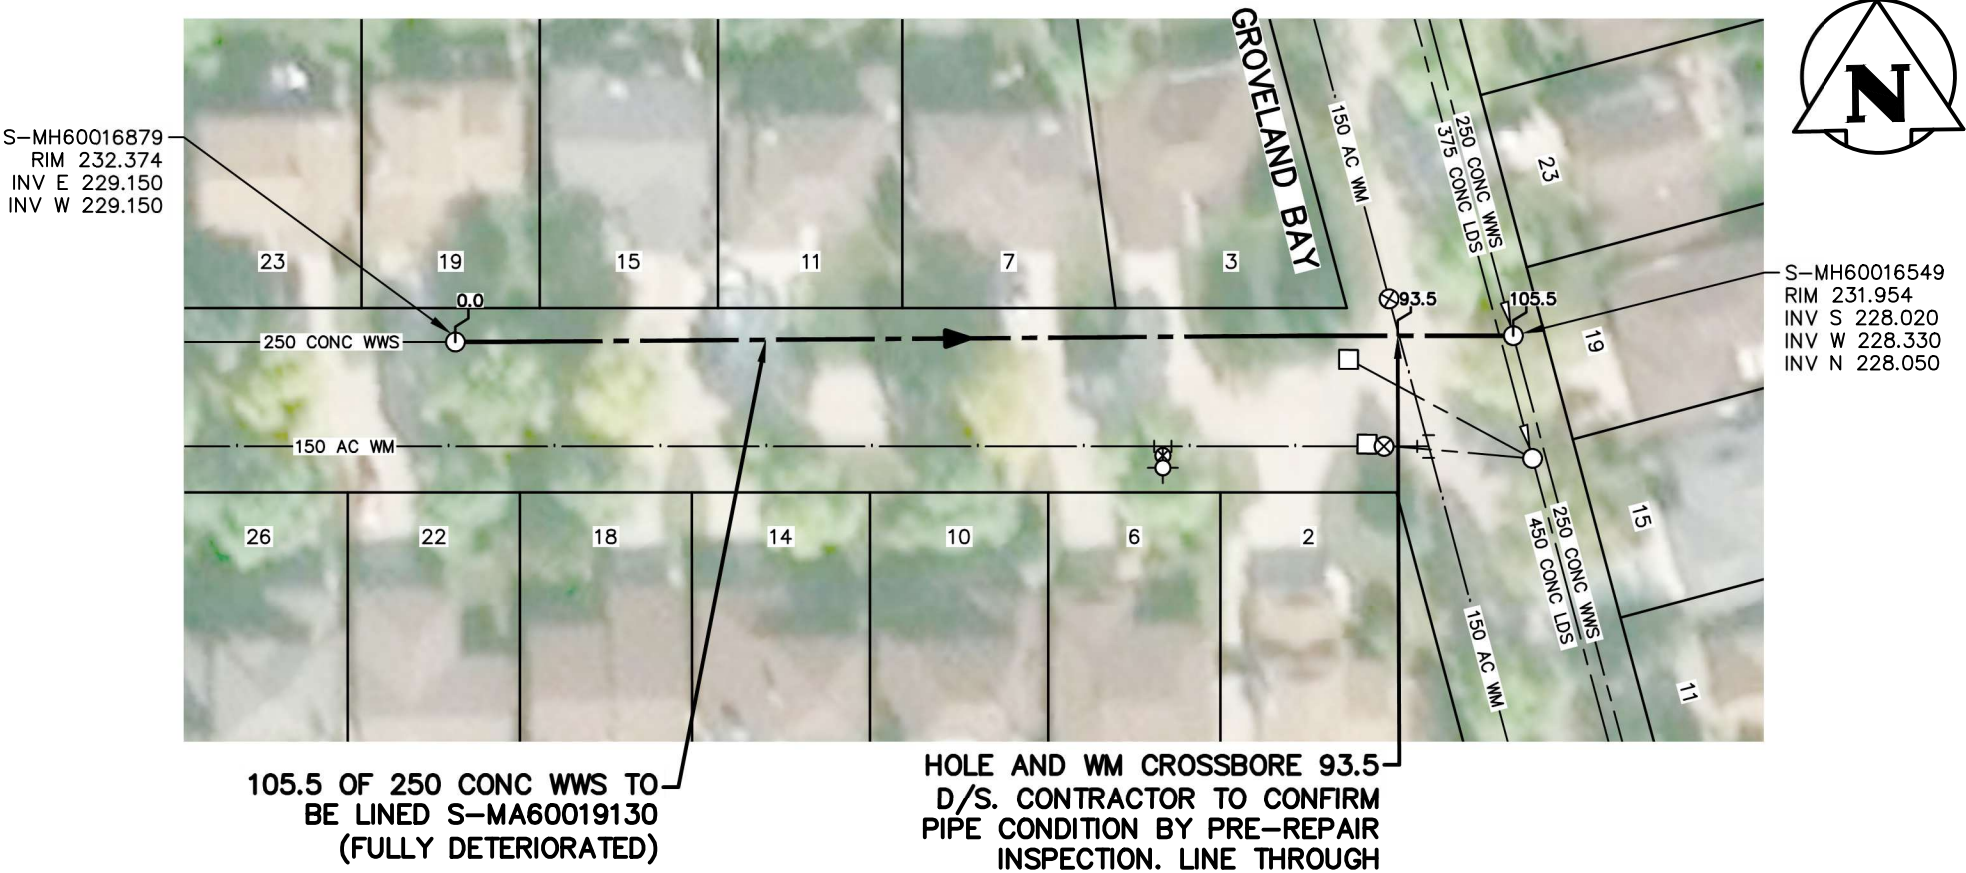 GROVELAND BAY
N
S-MH60016879
RIM 232.374
INV E 229.150
INV W 229.150
150 AC WM
250 CONC WWS
375 CONC LDS
23
23
19
15
11
7
3
0.0
93.5
105.5
S-MH60016549
RIM 231.954
INV S 228.020
INV W 228.330
INV N 228.050
250 CONC WWS
19
150 AC WM
26
22
18
14
10
6
2
15
250 CONC WWS
450 CONC LDS
150 AC WM
11
105.5 OF 250 CONC WWS TO
BE LINED S-MA60019130
(FULLY DETERIORATED)
HOLE AND WM CROSSBORE 93.5
D/S. CONTRACTOR TO CONFIRM
PIPE CONDITION BY PRE-REPAIR
INSPECTION. LINE THROUGH